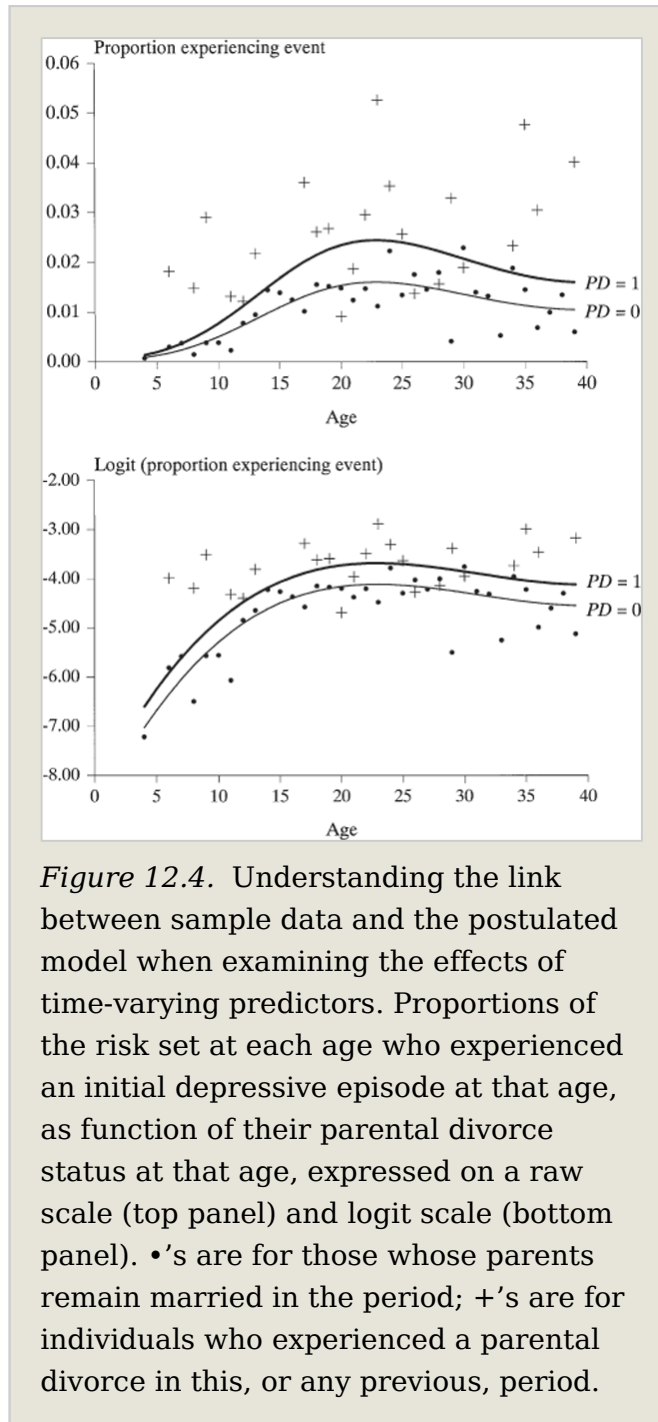 Proportion experiencing event
0.06
0.05
0.04
0.03
0.02
0.01
0.00
PD = 1
PD = 0
0 5 10 15 20 25 30 35 40
Age
Logit (proportion experiencing event)
-2.00
-3.00
-4.00
-5.00
-6.00
-7.00
-8.00
PD = 1
PD = 0
0 5 10 15 20 25 30 35 40
Age
Figure 12.4. Understanding the link
between sample data and the postulated
model when examining the effects of
time-varying predictors. Proportions of
the risk set at each age who experienced
an initial depressive episode at that age,
as function of their parental divorce
status at that age, expressed on a raw
scale (top panel) and logit scale (bottom
panel). •’s are for those whose parents
remain married in the period; +’s are for
individuals who experienced a parental
divorce in this, or any previous, period.